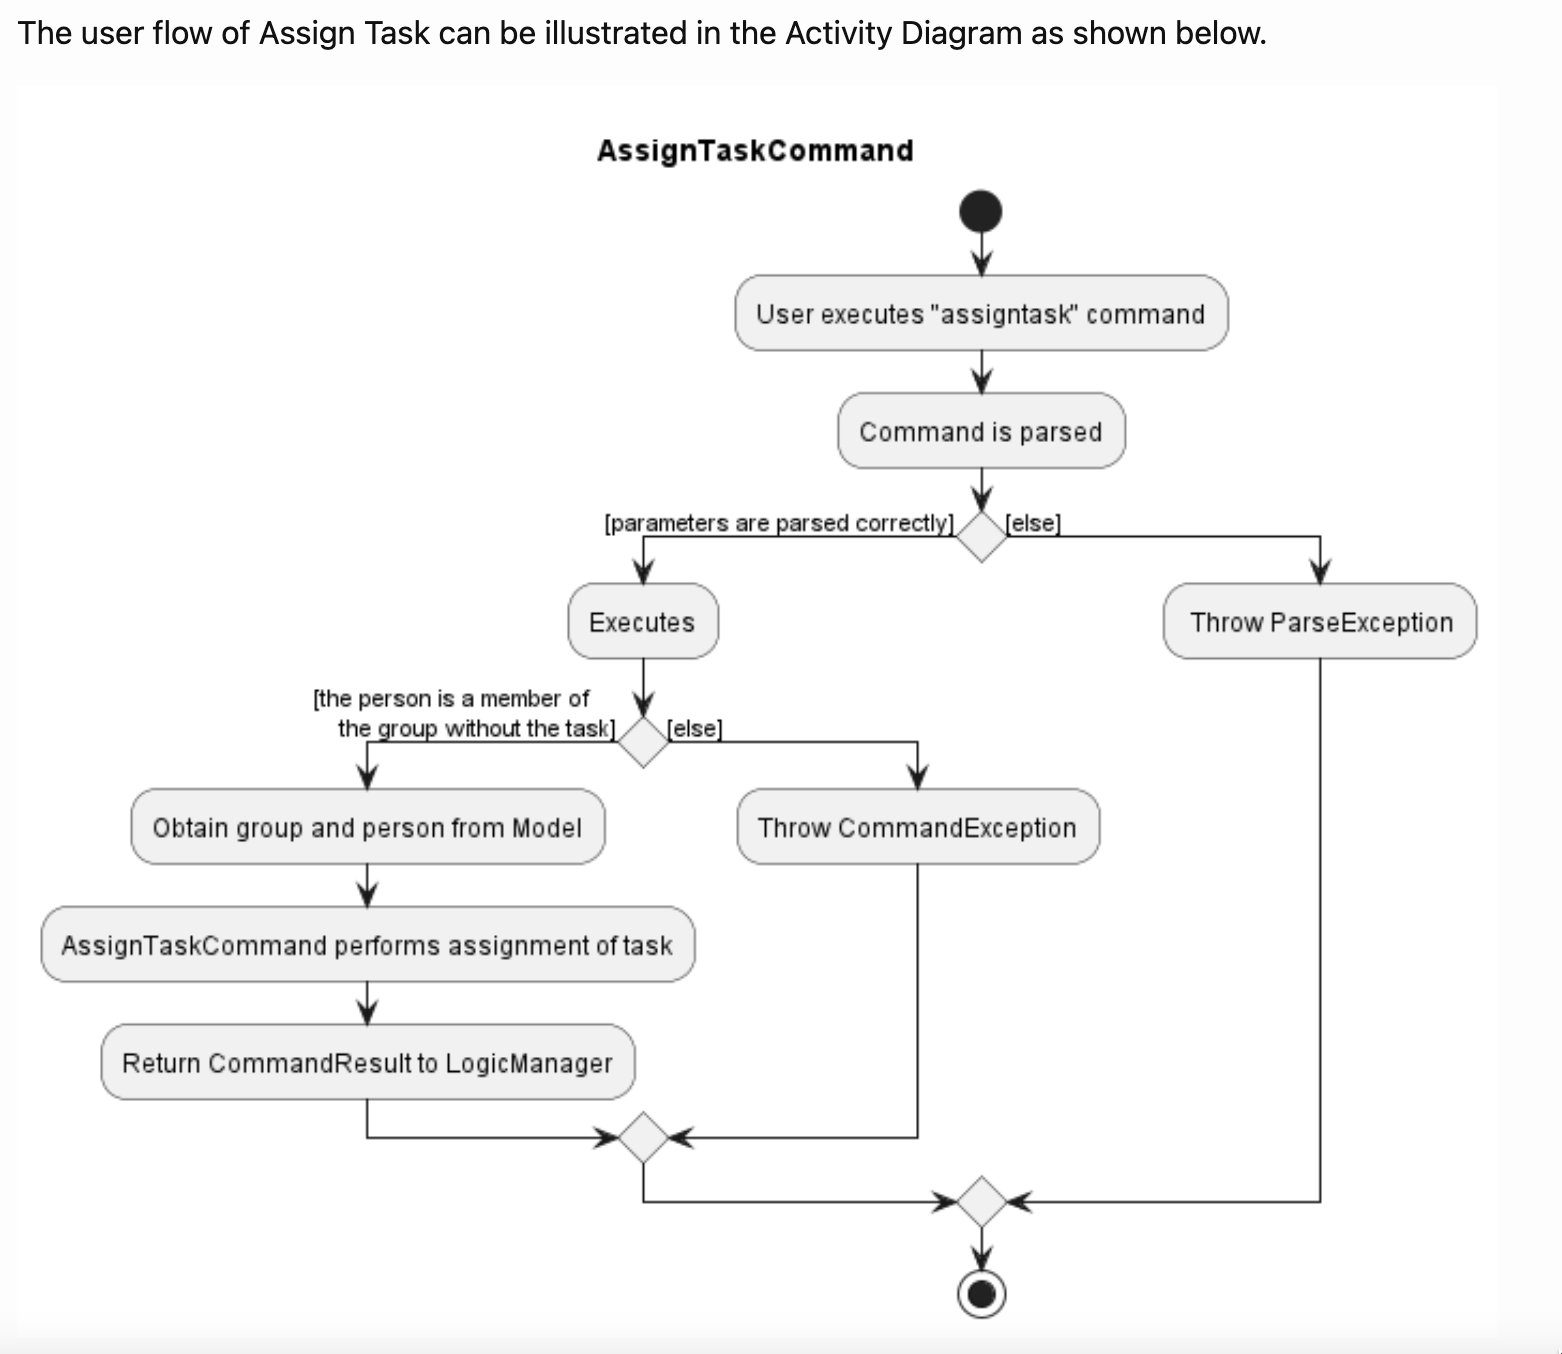 The user flow of Assign Task can be illustrated in the Activity Diagram as shown below.
AssignTaskCommand
User executes "assigntask" command
Command is parsed
[parameters are parsed correctly]
[else]
Executes
Throw ParseException
[the person is a member of
the group without the task]
[else]
Obtain group and person from Model
Throw CommandException
AssignTaskCommand performs assignment of task
Return CommandResult to LogicManager